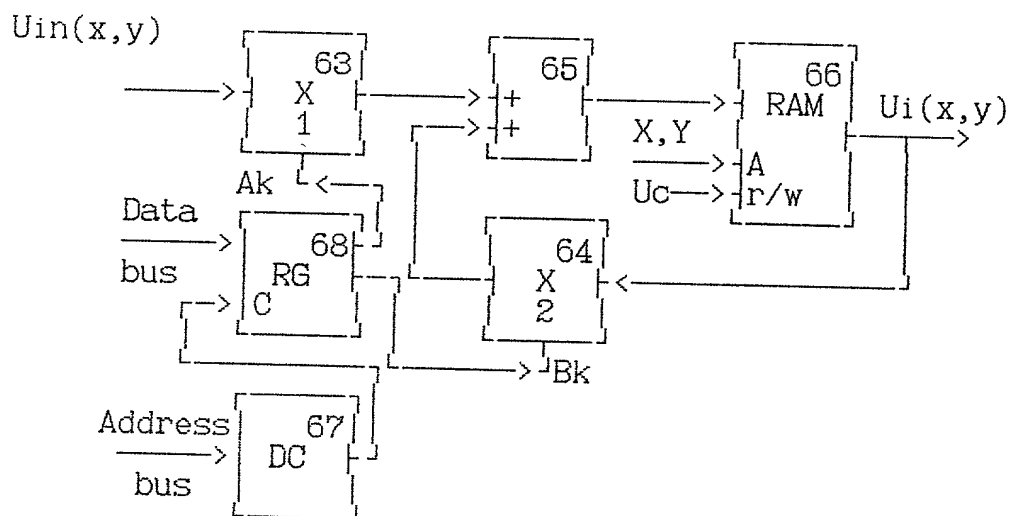 Uin(x,y)
63
X
1
65
+
+
66
RAM
X,Y
A
Uc
r/w
Ui(x,y)
Ak
Data
bus
68
RG
C
64
X
2
Bk
Address
bus
67
DC